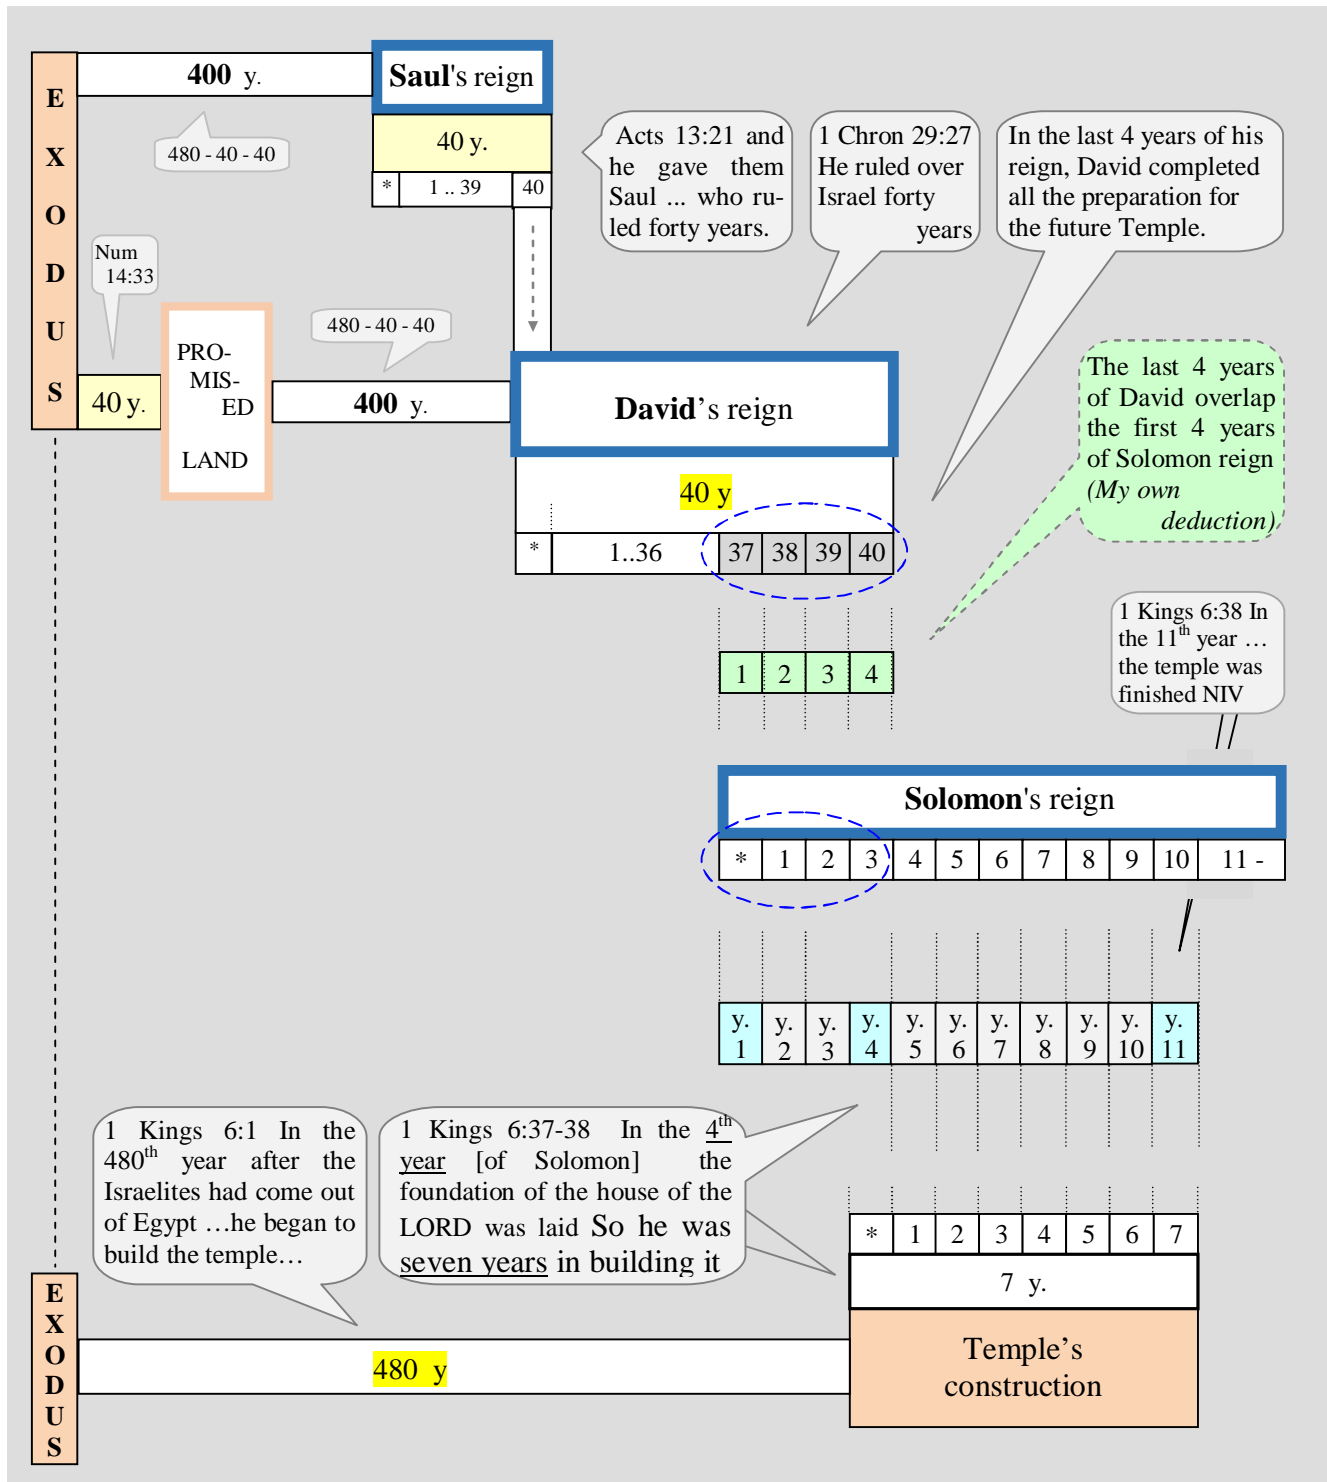 E
X
O
D
U
S
400 y.
Saul's reign
480 - 40 - 40
40 y.
* 1 .. 39 40
Acts 13:21 and
he gave them
Saul ... who ru-
led forty years.
1 Chron 29:27
He ruled over
Israel forty
years
In the last 4 years of his
reign, David completed
all the preparation for
the future Temple.
Num
14:33
40 y.
PRO-
MIS-
ED
LAND
480 - 40 - 40
400 y.
David's reign
40 y
* 1..36 37 38 39 40
The last 4 years
of David overlap
the first 4 years
of Solomon reign
(My own
deduction)
1 2 3 4
1 Kings 6:38 In
the 11th year …
the temple was
finished NIV
Solomon's reign
* 1 2 3 4 5 6 7 8 9 10 11 -
y. y. y. y. y. y. y. y. y. y. y.
1 2 3 4 5 6 7 8 9 10 11
1 Kings 6:1 In the
480th year after the
Israelites had come out
of Egypt …he began to
build the temple…
1 Kings 6:37-38 In the 4th
year [of Solomon] the
foundation of the house of the
LORD was laid So he was
seven years in building it
* 1 2 3 4 5 6 7
7 y.
Temple's
construction
E
X
O
D
U
S
480 y